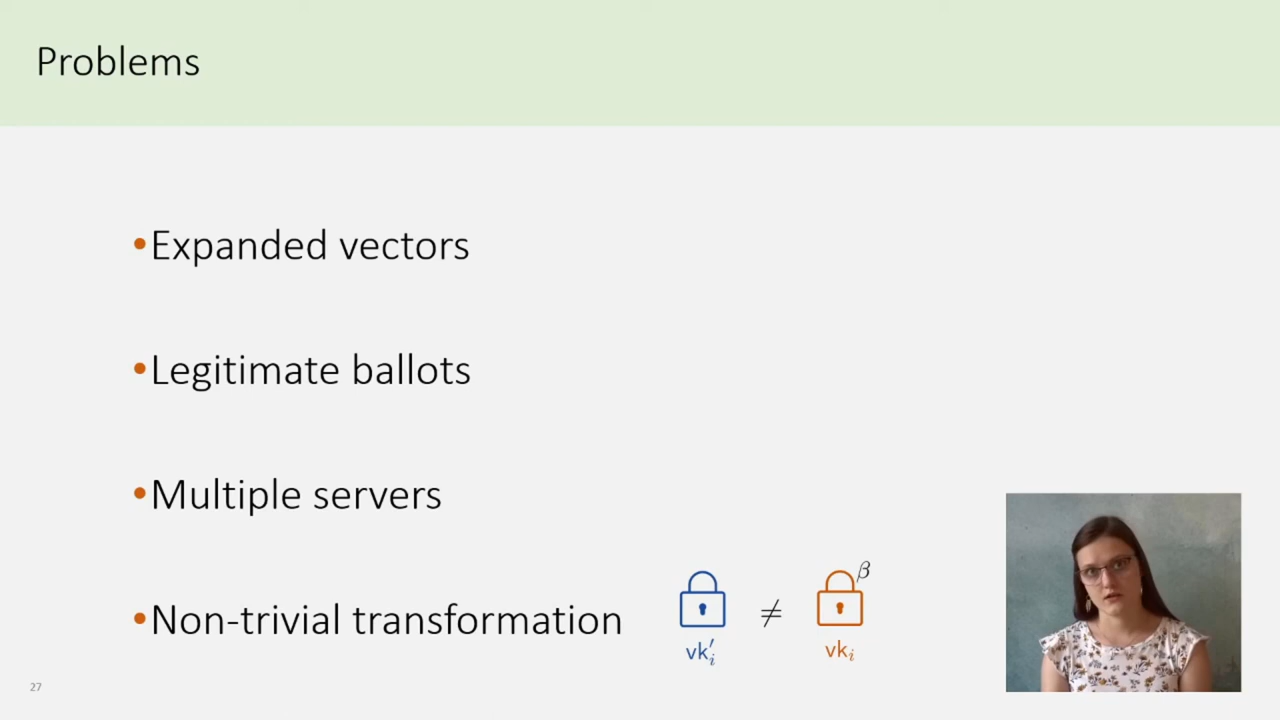 Problems
•Expanded vectors
•Legitimate ballots
•Multiple servers
•Non-trivial transformation
≠ β
vk′ᵢ vkᵢ
27